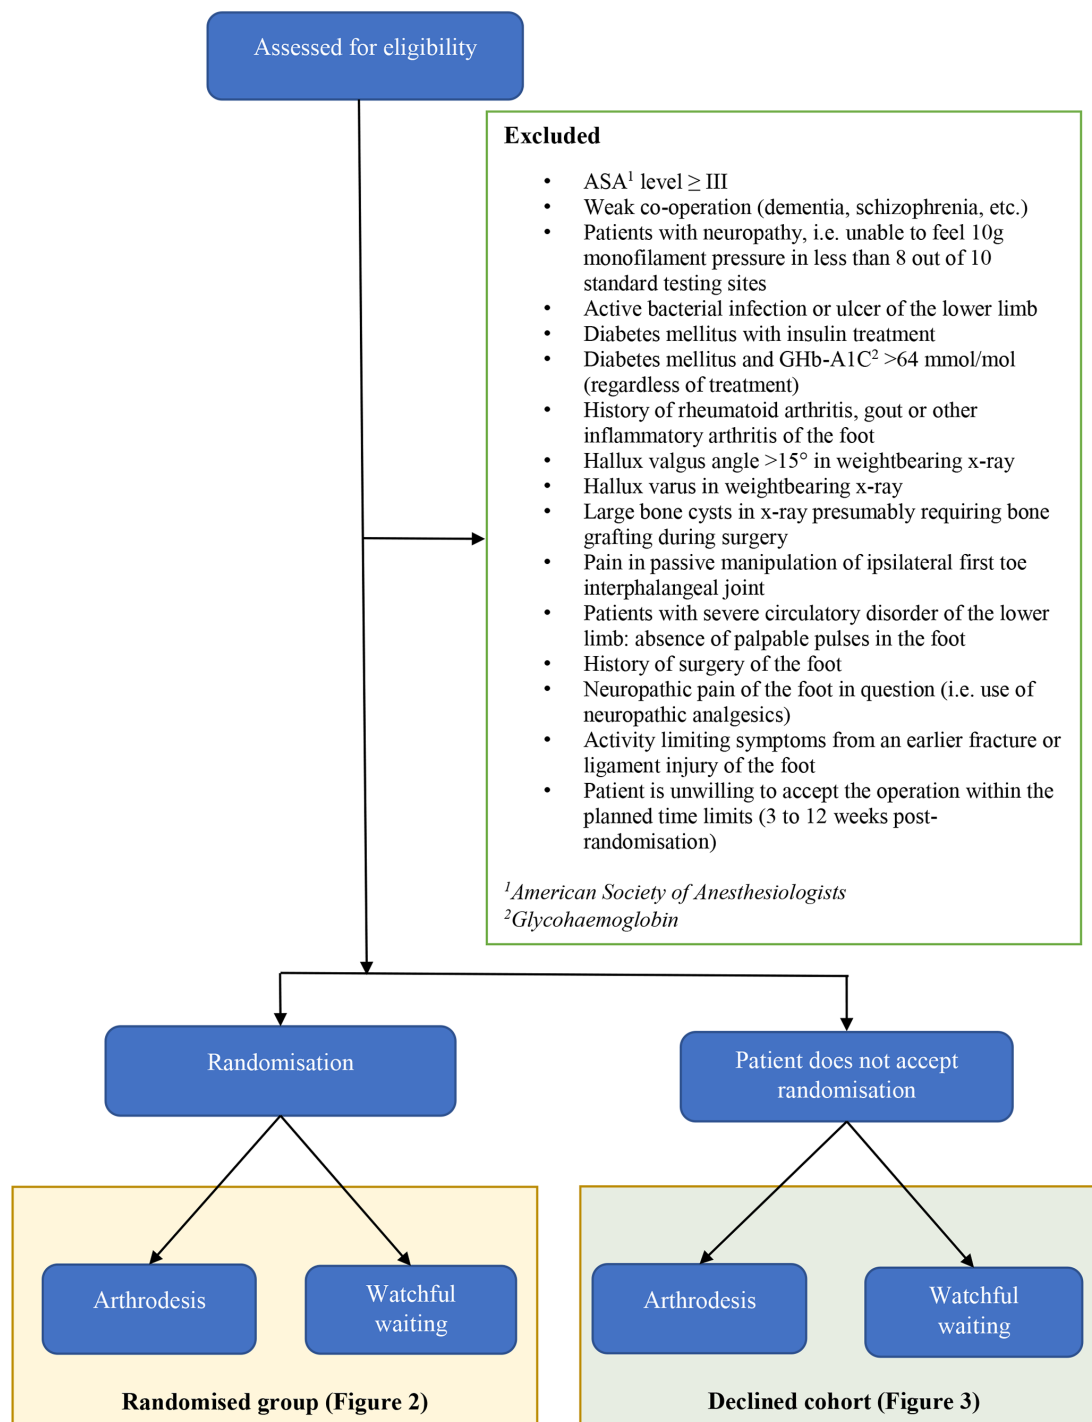 Assessed for eligibility
Excluded
• ASA¹ level ≥ III
• Weak co-operation (dementia, schizophrenia, etc.)
• Patients with neuropathy, i.e. unable to feel 10g
monofilament pressure in less than 8 out of 10
standard testing sites
• Active bacterial infection or ulcer of the lower limb
• Diabetes mellitus with insulin treatment
• Diabetes mellitus and GHb-A1C² >64 mmol/mol
(regardless of treatment)
• History of rheumatoid arthritis, gout or other
inflammatory arthritis of the foot
• Hallux valgus angle >15° in weightbearing x-ray
• Hallux varus in weightbearing x-ray
• Large bone cysts in x-ray presumably requiring bone
grafting during surgery
• Pain in passive manipulation of ipsilateral first toe
interphalangeal joint
• Patients with severe circulatory disorder of the lower
limb: absence of palpable pulses in the foot
• History of surgery of the foot
• Neuropathic pain of the foot in question (i.e. use of
neuropathic analgesics)
• Activity limiting symptoms from an earlier fracture or
ligament injury of the foot
• Patient is unwilling to accept the operation within the
planned time limits (3 to 12 weeks post-
randomisation)
¹American Society of Anesthesiologists
²Glycohaemoglobin
Randomisation
Patient does not accept
randomisation
Arthrodesis
Watchful
waiting
Arthrodesis
Watchful
waiting
Randomised group (Figure 2)
Declined cohort (Figure 3)